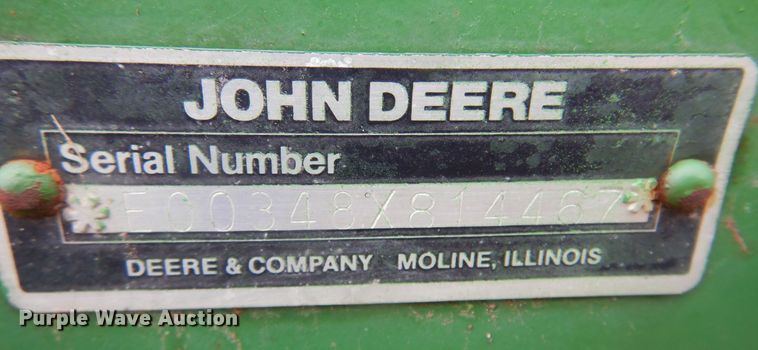 JOHN DEERE
Serial Number
*E00348X814467*
DEERE & COMPANY MOLINE, ILLINOIS
Purple Wave Auction